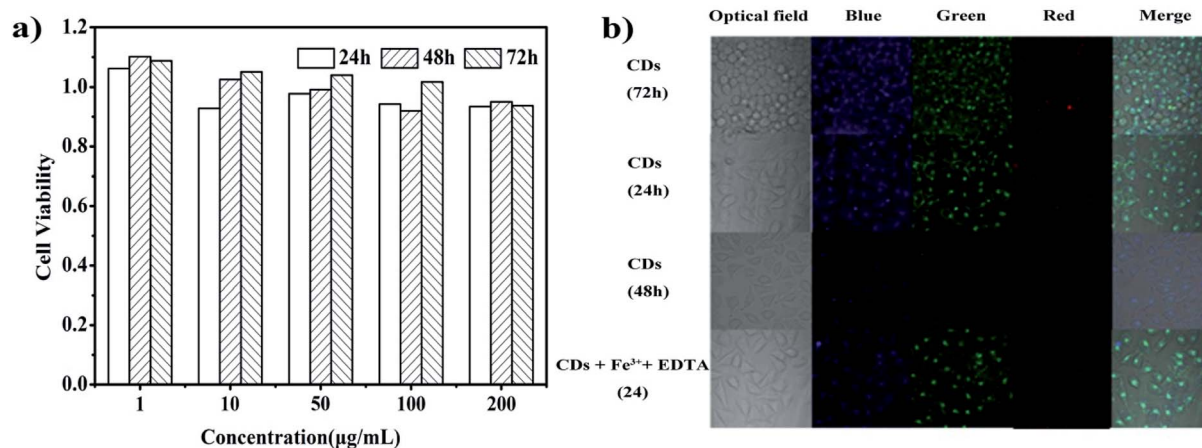 a)
24h 48h 72h
1.2
1.0
0.8
0.6
0.4
0.2
0.0
Cell Viability
1 10 50 100 200
Concentration(μg/mL)
b)
Optical field Blue Green Red Merge
CDs
(72h)
CDs
(24h)
CDs
(48h)
CDs + Fe³⁺+ EDTA
(24)